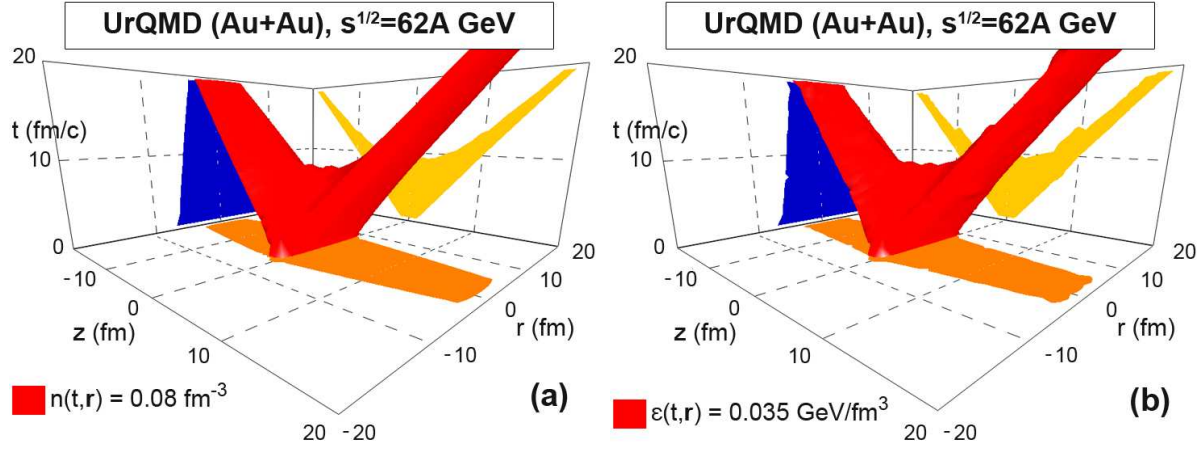 UrQMD (Au+Au), s^1/2=62A GeV
20
t (fm/c)
10
0
-10
0
z (fm)
10
20
-20
-10
0
r (fm)
10
20
n(t,r) = 0.08 fm^-3
(a)
UrQMD (Au+Au), s^1/2=62A GeV
20
t (fm/c)
10
0
-10
0
z (fm)
10
20
-20
-10
0
r (fm)
10
20
ε(t,r) = 0.035 GeV/fm^3
(b)